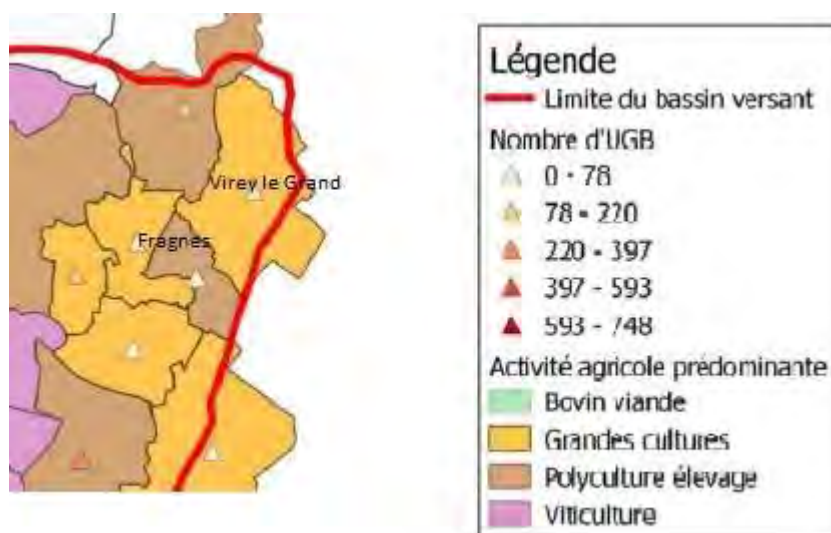 Virey le Grand
Fragnes
Légende
Limite du bassin versant
Nombre d'UGB
0 - 78
78 - 220
220 - 397
397 - 593
593 - 748
Activité agricole prédominante
Bovin viande
Grandes cultures
Polyculture élevage
Viticulture